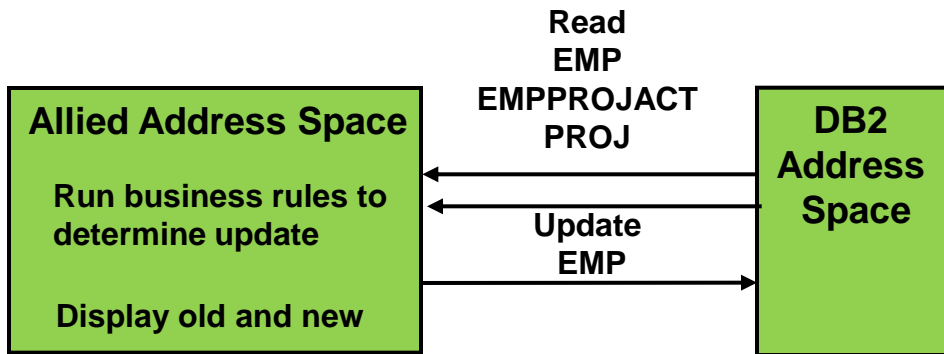 Read
EMP
EMPPROJACT
PROJ
Allied Address Space
Run business rules to
determine update
Display old and new
Update
EMP
DB2
Address
Space